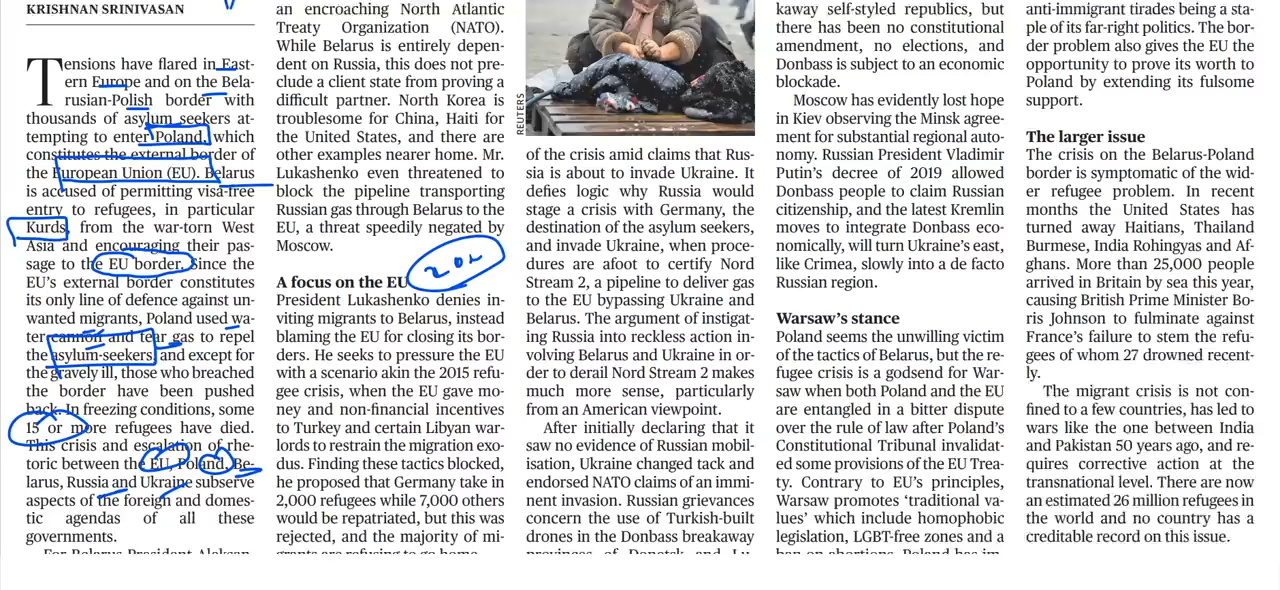 KRISHNAN SRINIVASAN
Tensions have flared in East-
ern Europe and on the Bela-
rusian-Polish border with
thousands of asylum seekers at-
tempting to enter Poland, which
constitutes the external border of
the European Union (EU). Belarus
is accused of permitting visa-free
entry to refugees, in particular
Kurds, from the war-torn West
Asia and encouraging their pas-
sage to the EU border. Since the
EU's external border constitutes
its only line of defence against un-
wanted migrants, Poland used wa-
ter cannon and tear gas to repel
the asylum-seekers, and except for
the gravely ill, those who breached
the border have been pushed
back. In freezing conditions, some
15 or more refugees have died.
This crisis and escalation of rhe-
toric between the EU, Poland, Be-
larus, Russia and Ukraine subserve
aspects of the foreign and domes-
tic agendas of all these
governments.
For Belarus President Aleksan-
an encroaching North Atlantic
Treaty Organization (NATO).
While Belarus is entirely depen-
dent on Russia, this does not pre-
clude a client state from proving a
difficult partner. North Korea is
troublesome for China, Haiti for
the United States, and there are
other examples nearer home. Mr.
Lukashenko even threatened to
block the pipeline transporting
Russian gas through Belarus to the
EU, a threat speedily negated by
Moscow.
A focus on the EU
President Lukashenko denies in-
viting migrants to Belarus, instead
blaming the EU for closing its bor-
ders. He seeks to pressure the EU
with a scenario akin the 2015 refu-
gee crisis, when the EU gave mo-
ney and non-financial incentives
to Turkey and certain Libyan war-
lords to restrain the migration exo-
dus. Finding these tactics blocked,
he proposed that Germany take in
2,000 refugees while 7,000 others
would be repatriated, but this was
rejected, and the majority of mi-
grants are refusing to go home.
REUTERS
of the crisis amid claims that Rus-
sia is about to invade Ukraine. It
defies logic why Russia would
stage a crisis with Germany, the
destination of the asylum seekers,
and invade Ukraine, when proce-
dures are afoot to certify Nord
Stream 2, a pipeline to deliver gas
to the EU bypassing Ukraine and
Belarus. The argument of instigat-
ing Russia into reckless action in-
volving Belarus and Ukraine in or-
der to derail Nord Stream 2 makes
much more sense, particularly
from an American viewpoint.
After initially declaring that it
saw no evidence of Russian mobil-
isation, Ukraine changed tack and
endorsed NATO claims of an immi-
nent invasion. Russian grievances
concern the use of Turkish-built
drones in the Donbass breakaway
provinces of Donetsk and Lu-
kaway self-styled republics, but
there has been no constitutional
amendment, no elections, and
Donbass is subject to an economic
blockade.
Moscow has evidently lost hope
in Kiev observing the Minsk agree-
ment for substantial regional auto-
nomy. Russian President Vladimir
Putin's decree of 2019 allowed
Donbass people to claim Russian
citizenship, and the latest Kremlin
moves to integrate Donbass eco-
nomically, will turn Ukraine's east,
like Crimea, slowly into a de facto
Russian region.
Warsaw's stance
Poland seems the unwilling victim
of the tactics of Belarus, but the re-
fugee crisis is a godsend for War-
saw when both Poland and the EU
are entangled in a bitter dispute
over the rule of law after Poland's
Constitutional Tribunal invalidat-
ed some provisions of the EU Trea-
ty. Contrary to EU's principles,
Warsaw promotes 'traditional va-
lues' which include homophobic
legislation, LGBT-free zones and a
ban on abortions. Poland has im-
anti-immigrant tirades being a sta-
ple of its far-right politics. The bor-
der problem also gives the EU the
opportunity to prove its worth to
Poland by extending its fulsome
support.
The larger issue
The crisis on the Belarus-Poland
border is symptomatic of the wid-
er refugee problem. In recent
months the United States has
turned away Haitians, Thailand
Burmese, India Rohingyas and Af-
ghans. More than 25,000 people
arrived in Britain by sea this year,
causing British Prime Minister Bo-
ris Johnson to fulminate against
France's failure to stem the refu-
gees of whom 27 drowned recent-
ly.
The migrant crisis is not con-
fined to a few countries, has led to
wars like the one between India
and Pakistan 50 years ago, and re-
quires corrective action at the
transnational level. There are now
an estimated 26 million refugees in
the world and no country has a
creditable record on this issue.